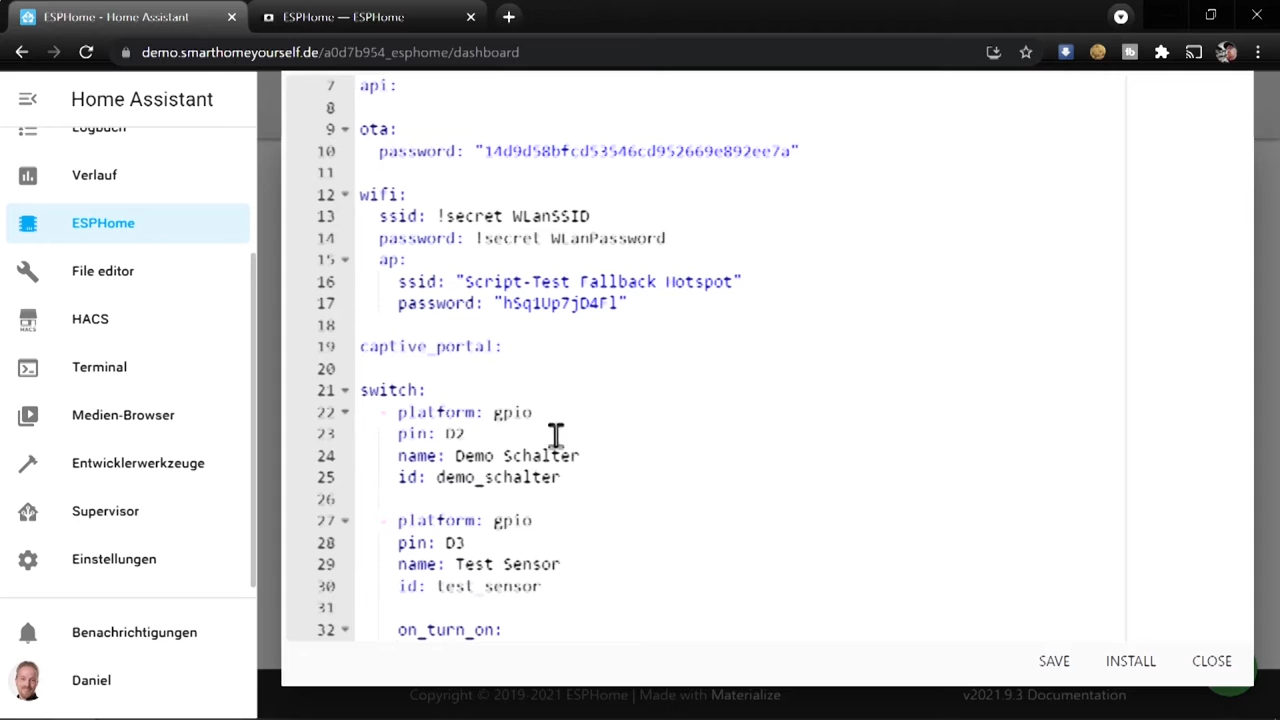 ESPHome - Home Assistant
ESPHome — ESPHome
demo.smarthomeyourself.de/a0d7b954_esphome/dashboard
Home Assistant
Logbuch
Verlauf
ESPHome
File editor
HACS
HACS
Terminal
Medien-Browser
Entwicklerwerkzeuge
Supervisor
Einstellungen
Benachrichtigungen
Daniel
7 api:
8
9 ota:
10 password: "14d9d58bfcd53546cd952669e892ee7a"
11
12 wifi:
13 ssid: !secret WLanSSID
14 password: !secret WLanPassword
15 ap:
16 ssid: "Script-Test Fallback Hotspot"
17 password: "hSq1Up7jD4Fl"
18
19 captive_portal:
20
21 switch:
22 - platform: gpio
23 pin: D2
24 name: Demo Schalter
25 id: demo_schalter
26
27 - platform: gpio
28 pin: D3
29 name: Test Sensor
30 id: test_sensor
31
32 on_turn_on:
SAVE INSTALL CLOSE
Copyright © 2019-2021 ESPHome | Made with Materialize
v2021.9.3 Documentation